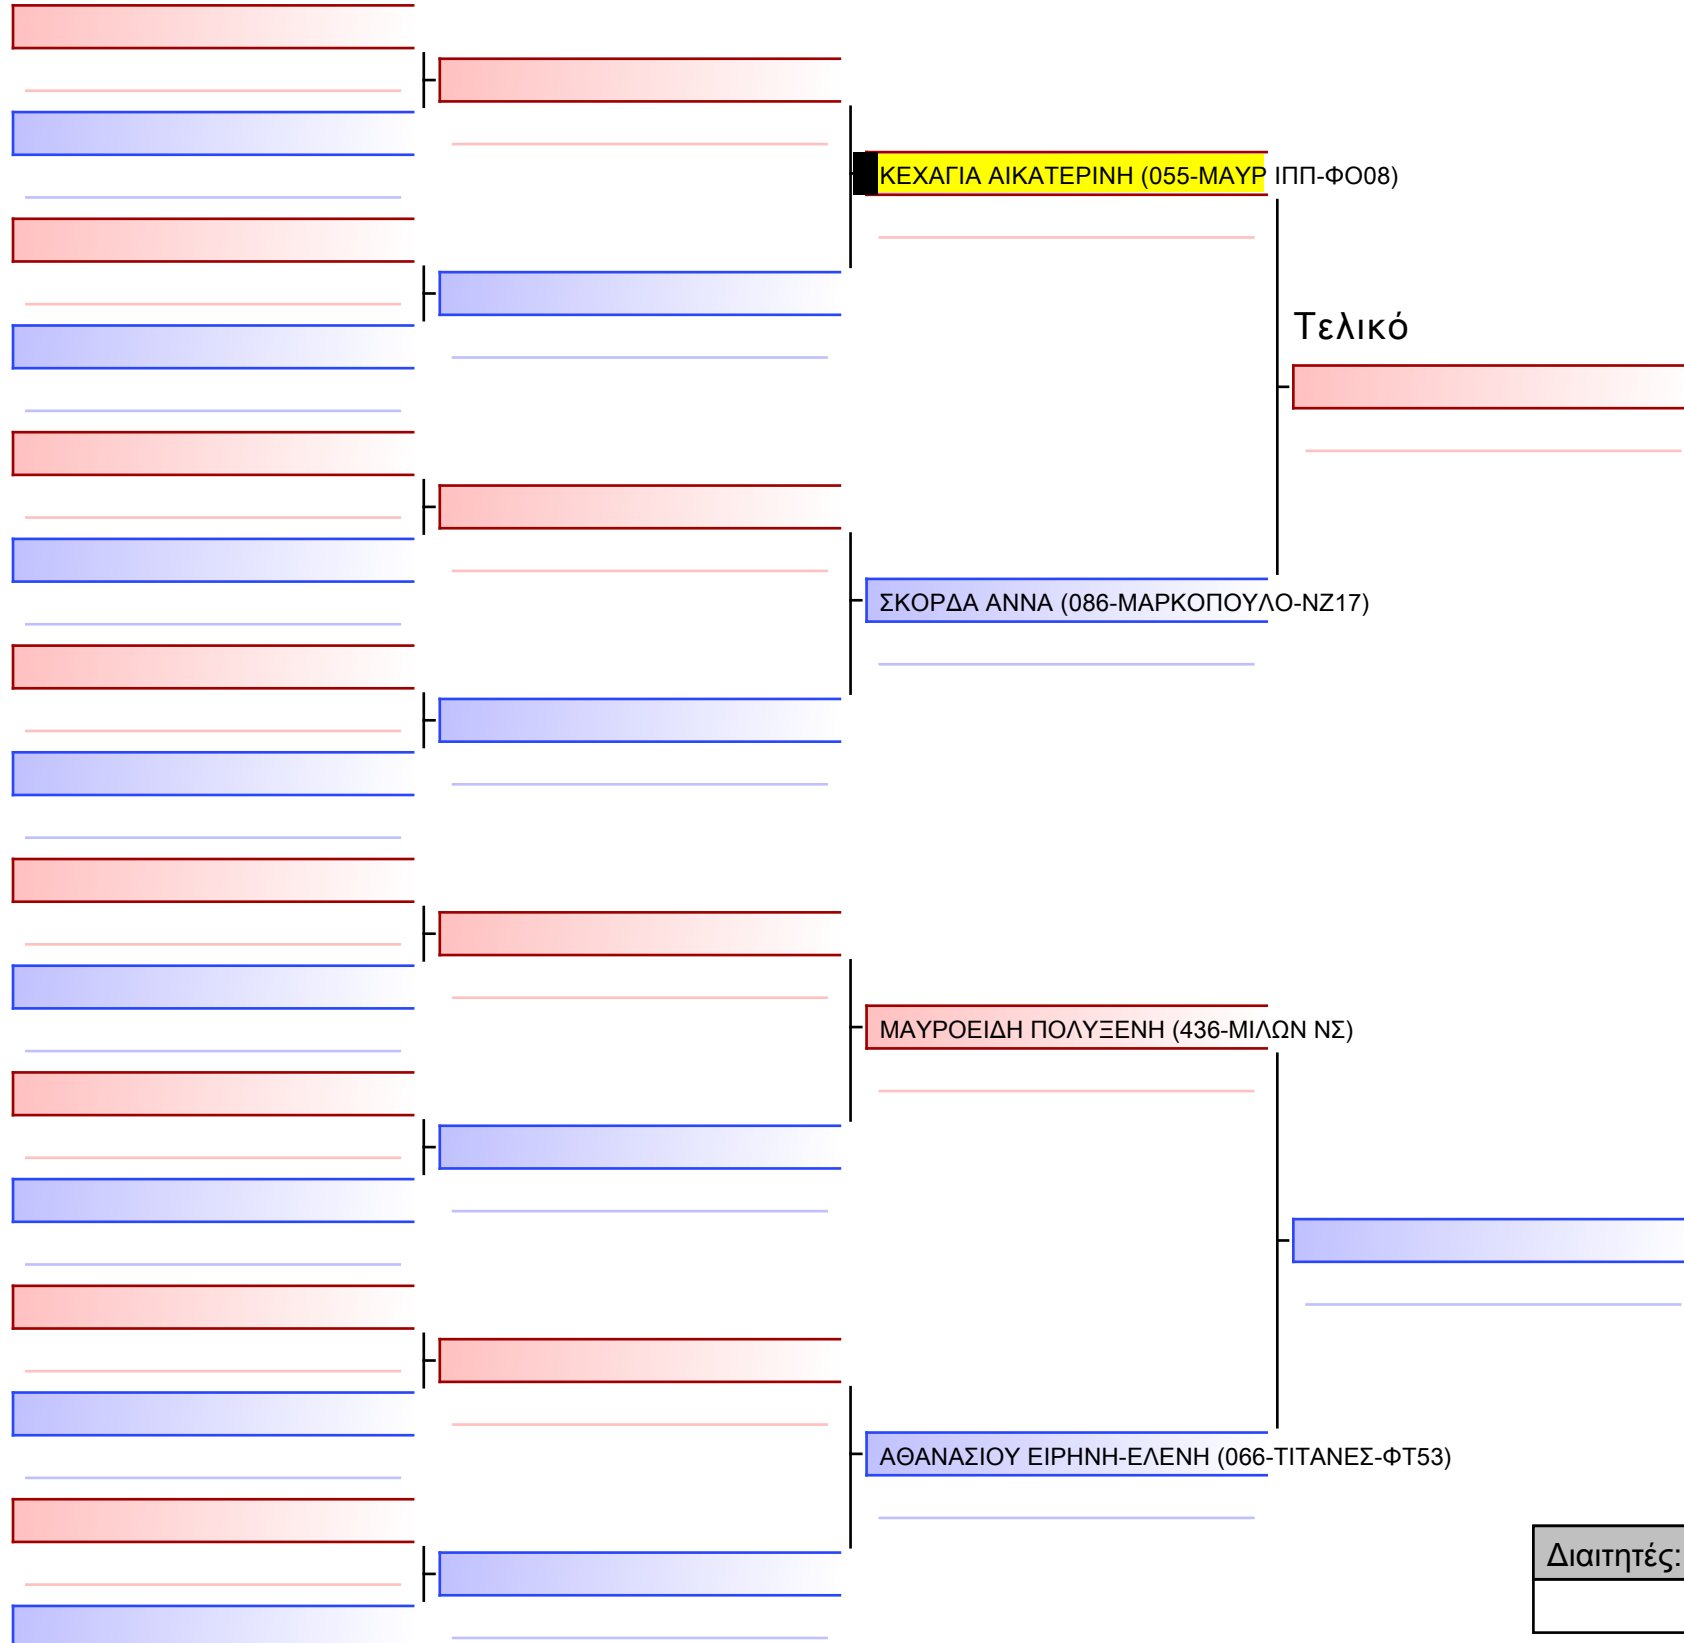 ΚΕΧΑΓΙΑ ΑΙΚΑΤΕΡΙΝΗ (055-ΜΑΥΡ ΙΠΠ-ΦΟ08)
Τελικό
ΣΚΟΡΔΑ ΑΝΝΑ (086-ΜΑΡΚΟΠΟΥΛΟ-ΝΖ17)
ΜΑΥΡΟΕΙΔΗ ΠΟΛΥΞΕΝΗ (436-ΜΙΛΩΝ ΝΣ)
ΑΘΑΝΑΣΙΟΥ ΕΙΡΗΝΗ-ΕΛΕΝΗ (066-ΤΙΤΑΝΕΣ-ΦΤ53)
Διαιτητές: